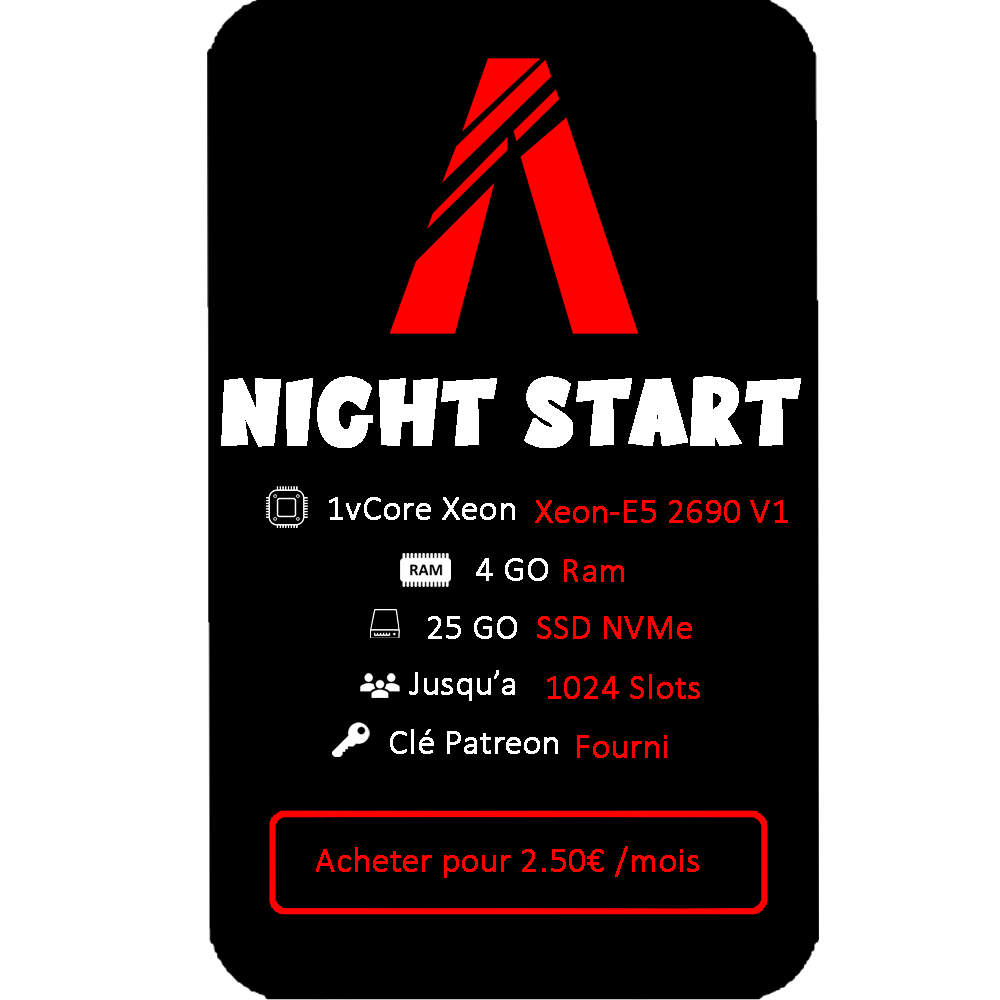 NIGHT START
1vCore Xeon Xeon-E5 2690 V1
RAM 4 GO Ram
25 GO SSD NVMe
Jusqu’a 1024 Slots
Clé Patreon Fourni
Acheter pour 2.50€ /mois